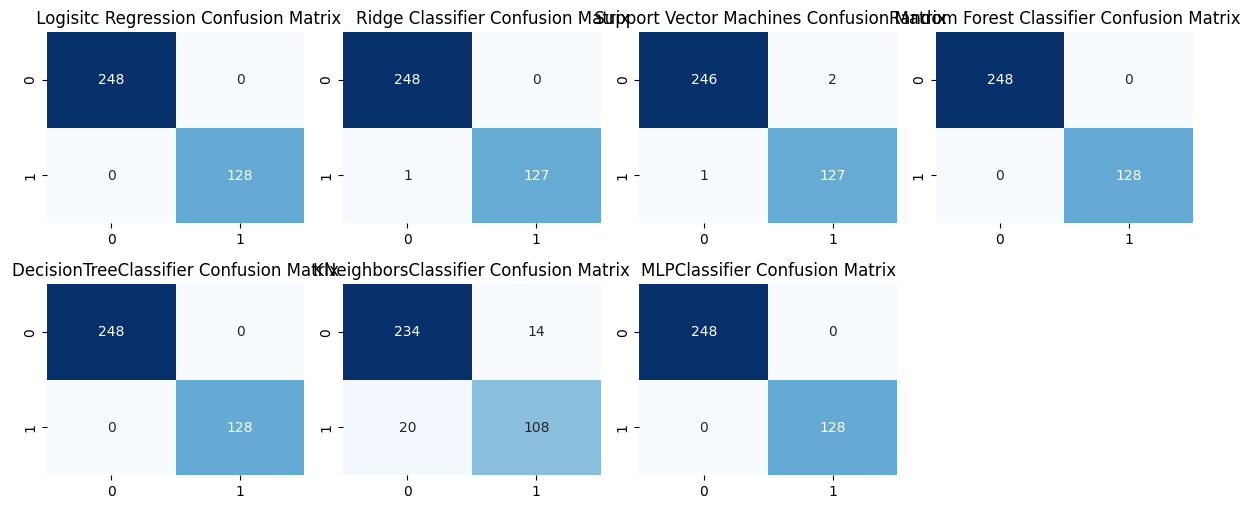 Logisitc Regression Confusion Matrix
Ridge Classifier Confusion Matrix
Support Vector Machines Confusion Matrix
Random Forest Classifier Confusion Matrix
0 248 0 0 248 0 0 246 2 0 248 0
1 0 128 1 1 127 1 1 127 1 0 128
0 1 0 1 0 1 0 1
DecisionTreeClassifier Confusion Matrix
KNeighborsClassifier Confusion Matrix
MLPClassifier Confusion Matrix
0 248 0 0 234 14 0 248 0
1 0 128 1 20 108 1 0 128
0 1 0 1 0 1